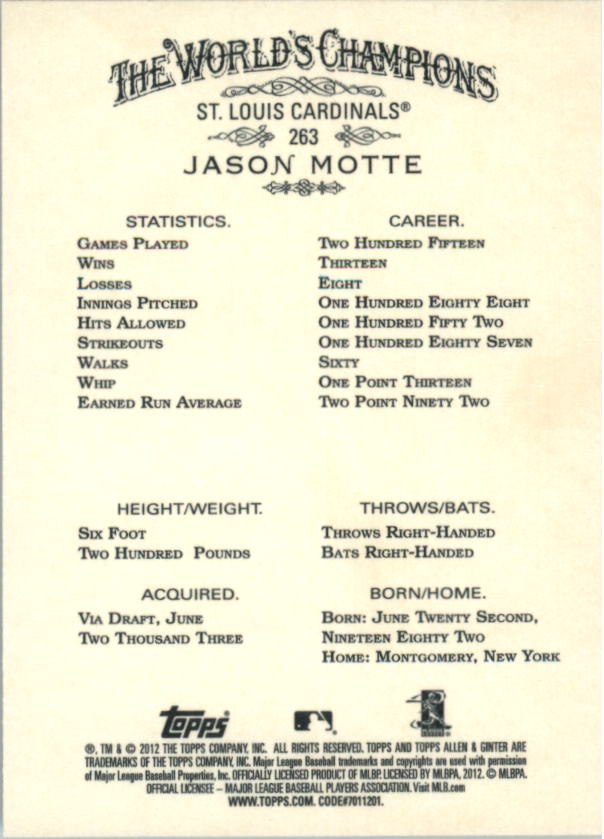 The World's Champions
ST. LOUIS CARDINALS®
263
JASON MOTTE
STATISTICS. CAREER.
Games Played Two Hundred Fifteen
Wins Thirteen
Losses Eight
Innings Pitched One Hundred Eighty Eight
Hits Allowed One Hundred Fifty Two
Strikeouts One Hundred Eighty Seven
Walks Sixty
Whip One Point Thirteen
Earned Run Average Two Point Ninety Two
HEIGHT/WEIGHT. THROWS/BATS.
Six Foot Throws Right-Handed
Two Hundred Pounds Bats Right-Handed
ACQUIRED. BORN/HOME.
Via Draft, June Born: June Twenty Second,
Two Thousand Three Nineteen Eighty Two
Home: Montgomery, New York
Topps
®, TM & © 2012 THE TOPPS COMPANY, INC. ALL RIGHTS RESERVED. TOPPS AND TOPPS ALLEN & GINTER ARE
TRADEMARKS OF THE TOPPS COMPANY, INC. Major League Baseball trademarks and copyrights are used with permission
of Major League Baseball Properties, Inc. OFFICIALLY LICENSED PRODUCT OF MLBP. LICENSED BY MLBPA, 2012. © MLBPA.
OFFICIAL LICENSEE – MAJOR LEAGUE BASEBALL PLAYERS ASSOCIATION. Visit MLB.com
WWW.TOPPS.COM. CODE#7011201.